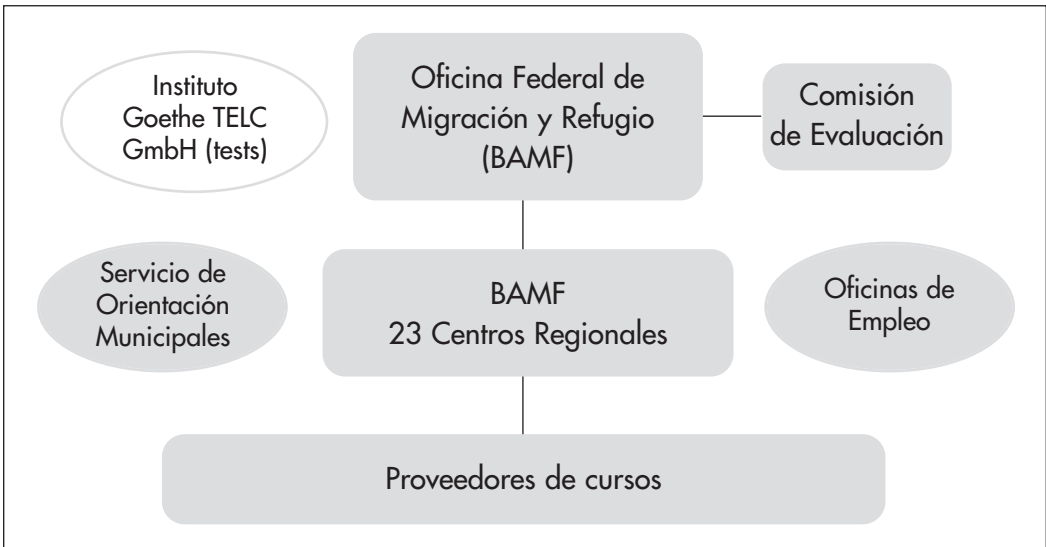 Instituto
Goethe TELC
GmbH (tests)
Oficina Federal de
Migración y Refugio
(BAMF)
Comisión
de Evaluación
Servicio de
Orientación
Municipales
BAMF
23 Centros Regionales
Oficinas de
Empleo
Proveedores de cursos